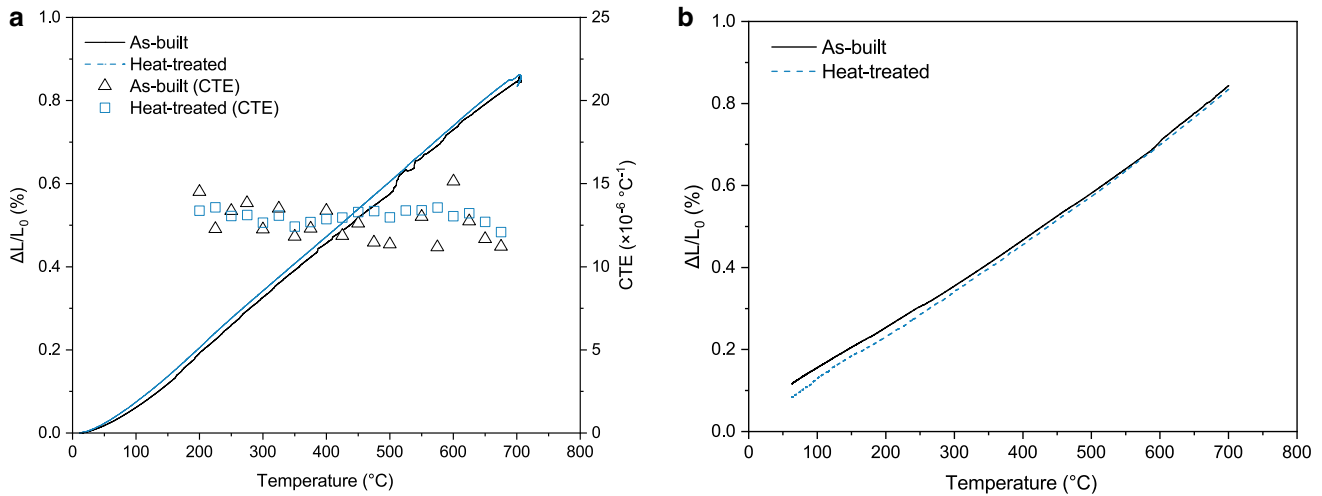 a
As-built
Heat-treated
As-built (CTE)
Heat-treated (CTE)
1.0
0.8
0.6
0.4
0.2
0.0
ΔL/L₀ (%)
25
20
15
10
5
0
CTE (×10⁻⁶ °C⁻¹)
0 100 200 300 400 500 600 700 800
Temperature (°C)
b
As-built
Heat-treated
1.0
0.8
0.6
0.4
0.2
0.0
ΔL/L₀ (%)
0 100 200 300 400 500 600 700 800
Temperature (°C)